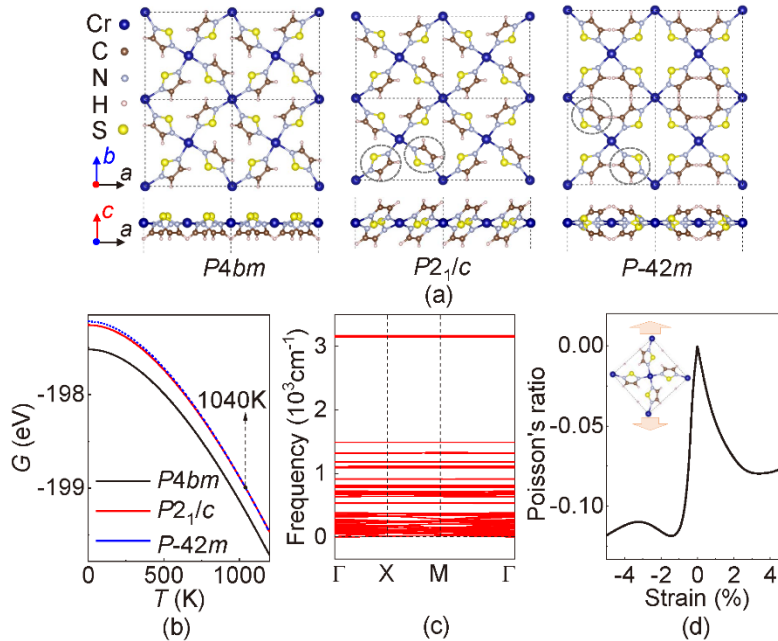 Cr
C
N
H
S
b
a
c
a
P4bm
P2₁/c
P-42m
(a)
(b)
G (eV)
-198
-199
1040K
P4bm
P2₁/c
P-42m
0 500 1000
T (K)
(c)
Frequency (10³cm⁻¹)
3
2
1
0
Γ X M Γ
(d)
Poisson's ratio
0.00
-0.05
-0.10
-4 -2 0 2 4
Strain (%)